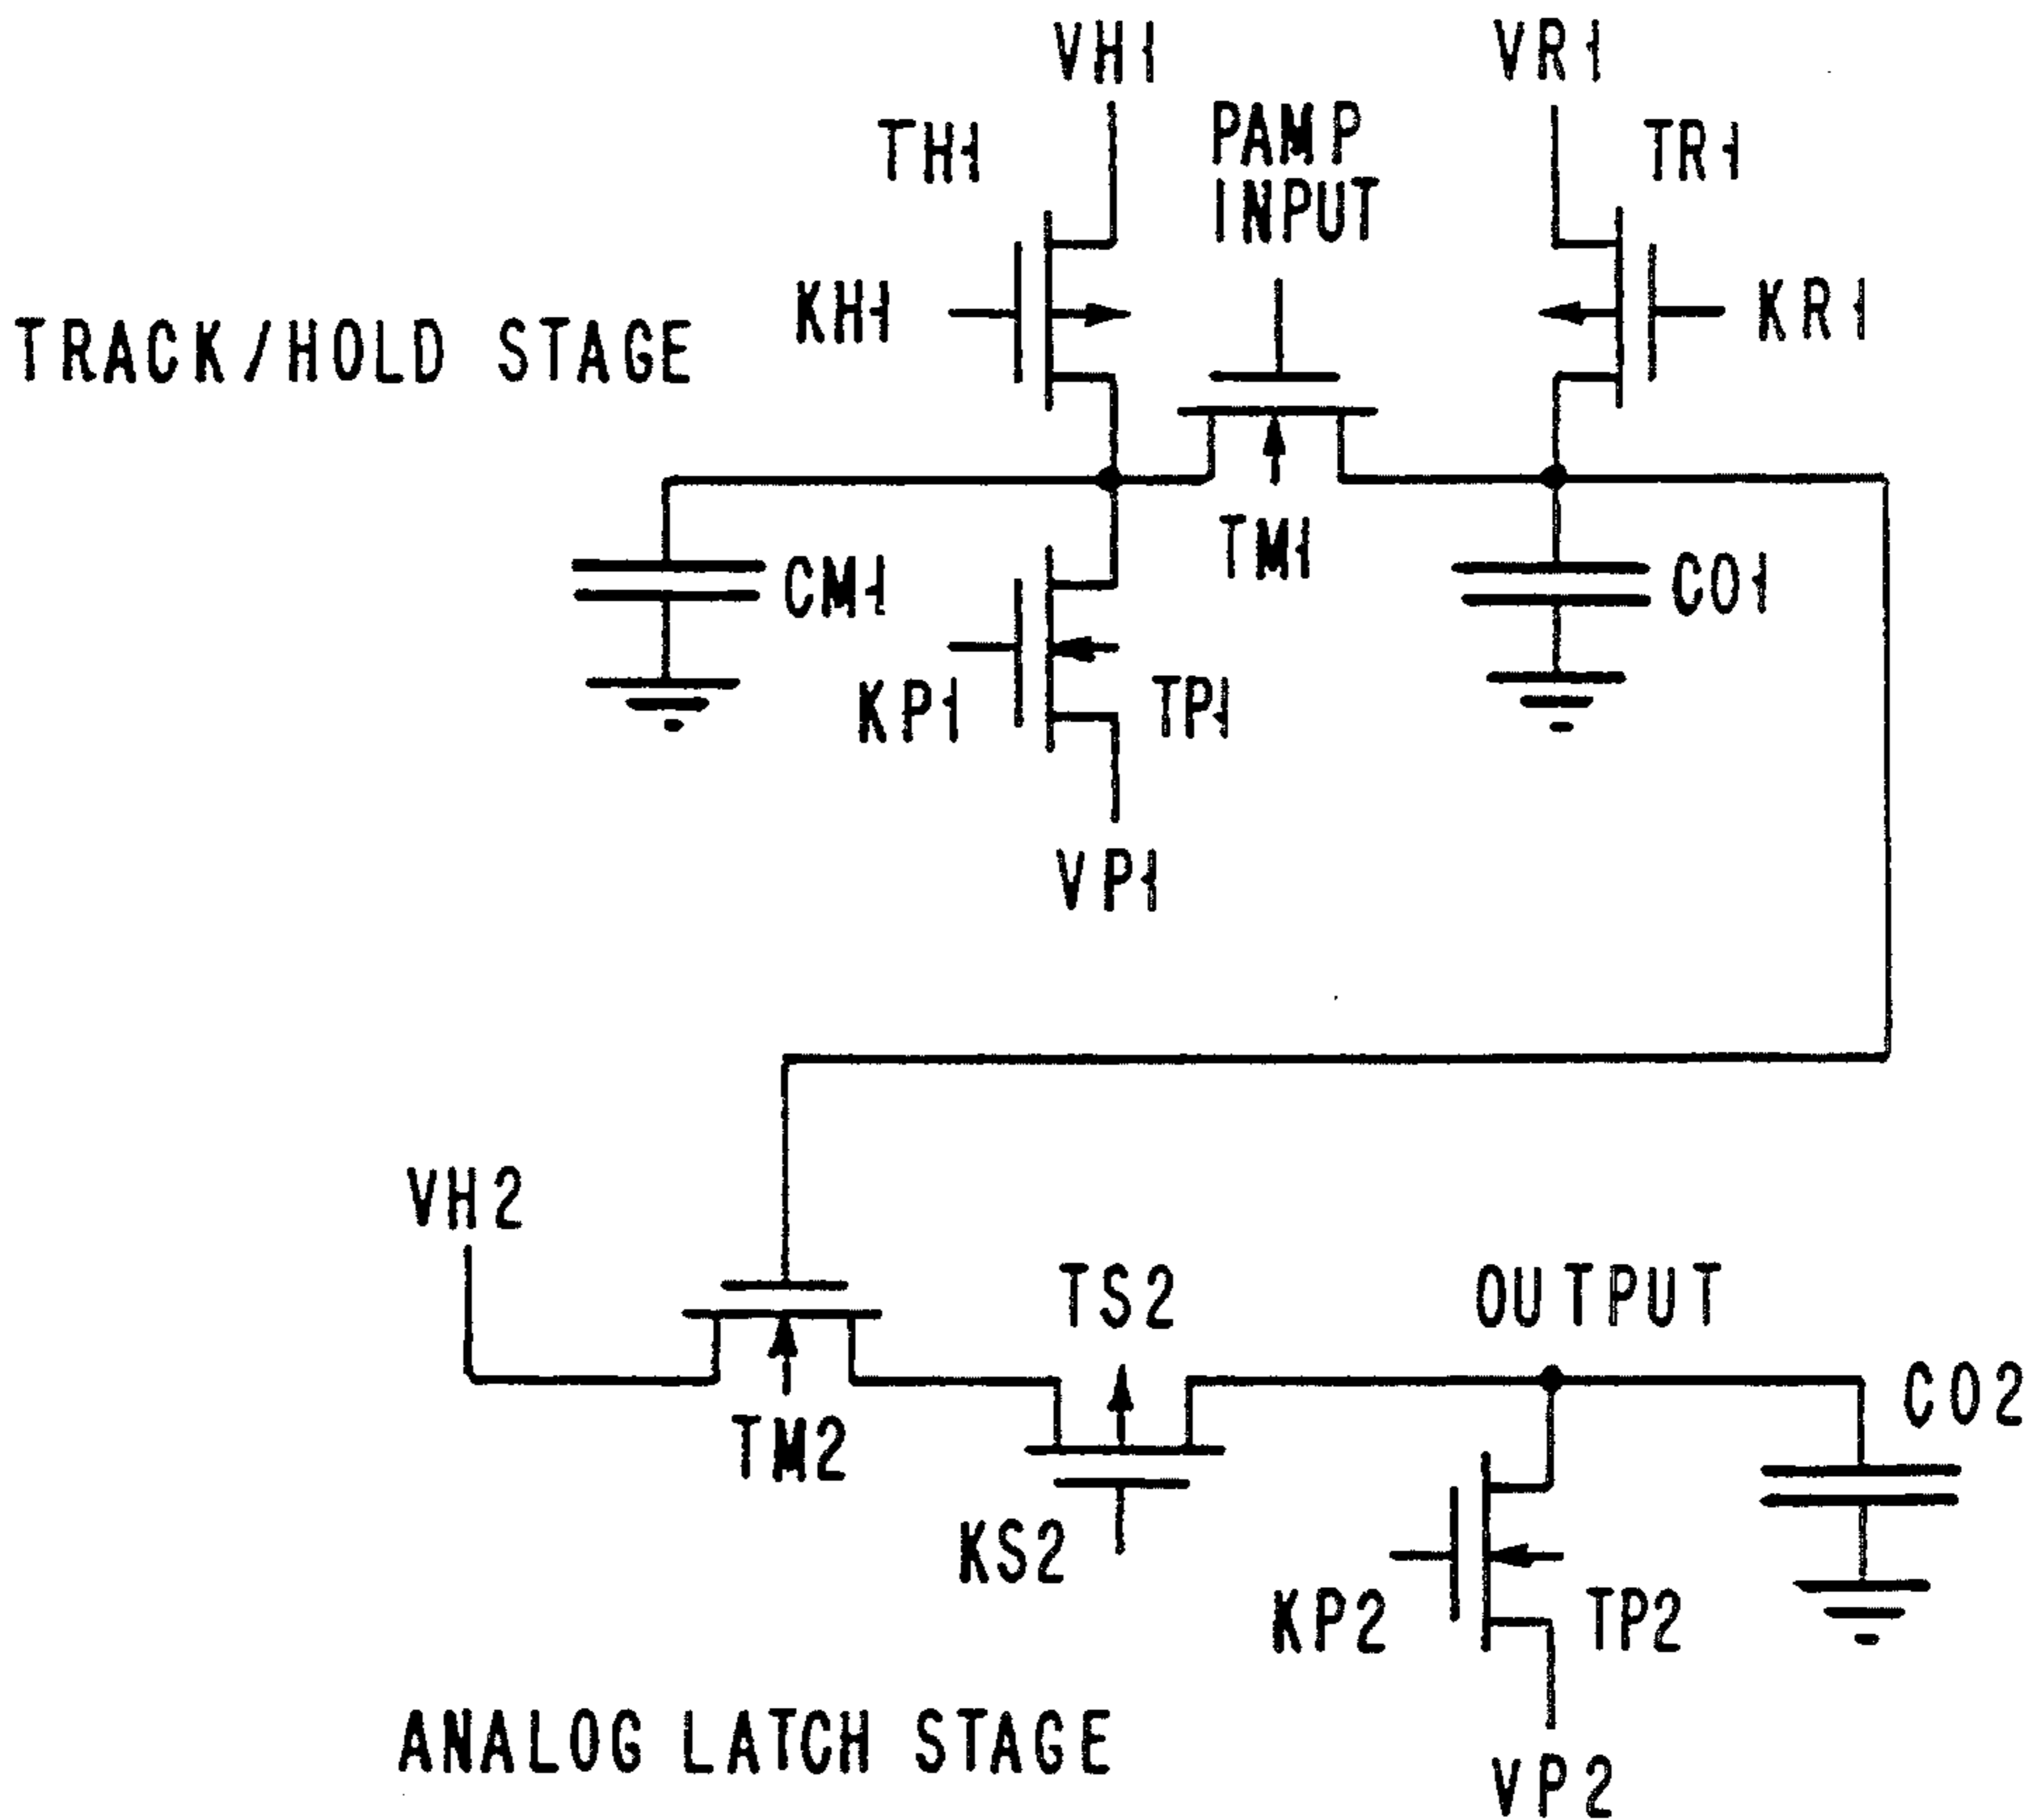 VH1
VR1
TH1
PAMP
INPUT
TR1
KH1
KR1
TRACK/HOLD STAGE
TM1
CM1
CO1
KP1
TP1
VP1
VH2
TS2
OUTPUT
CO2
TM2
KS2
KP2
TP2
ANALOG LATCH STAGE
VP2